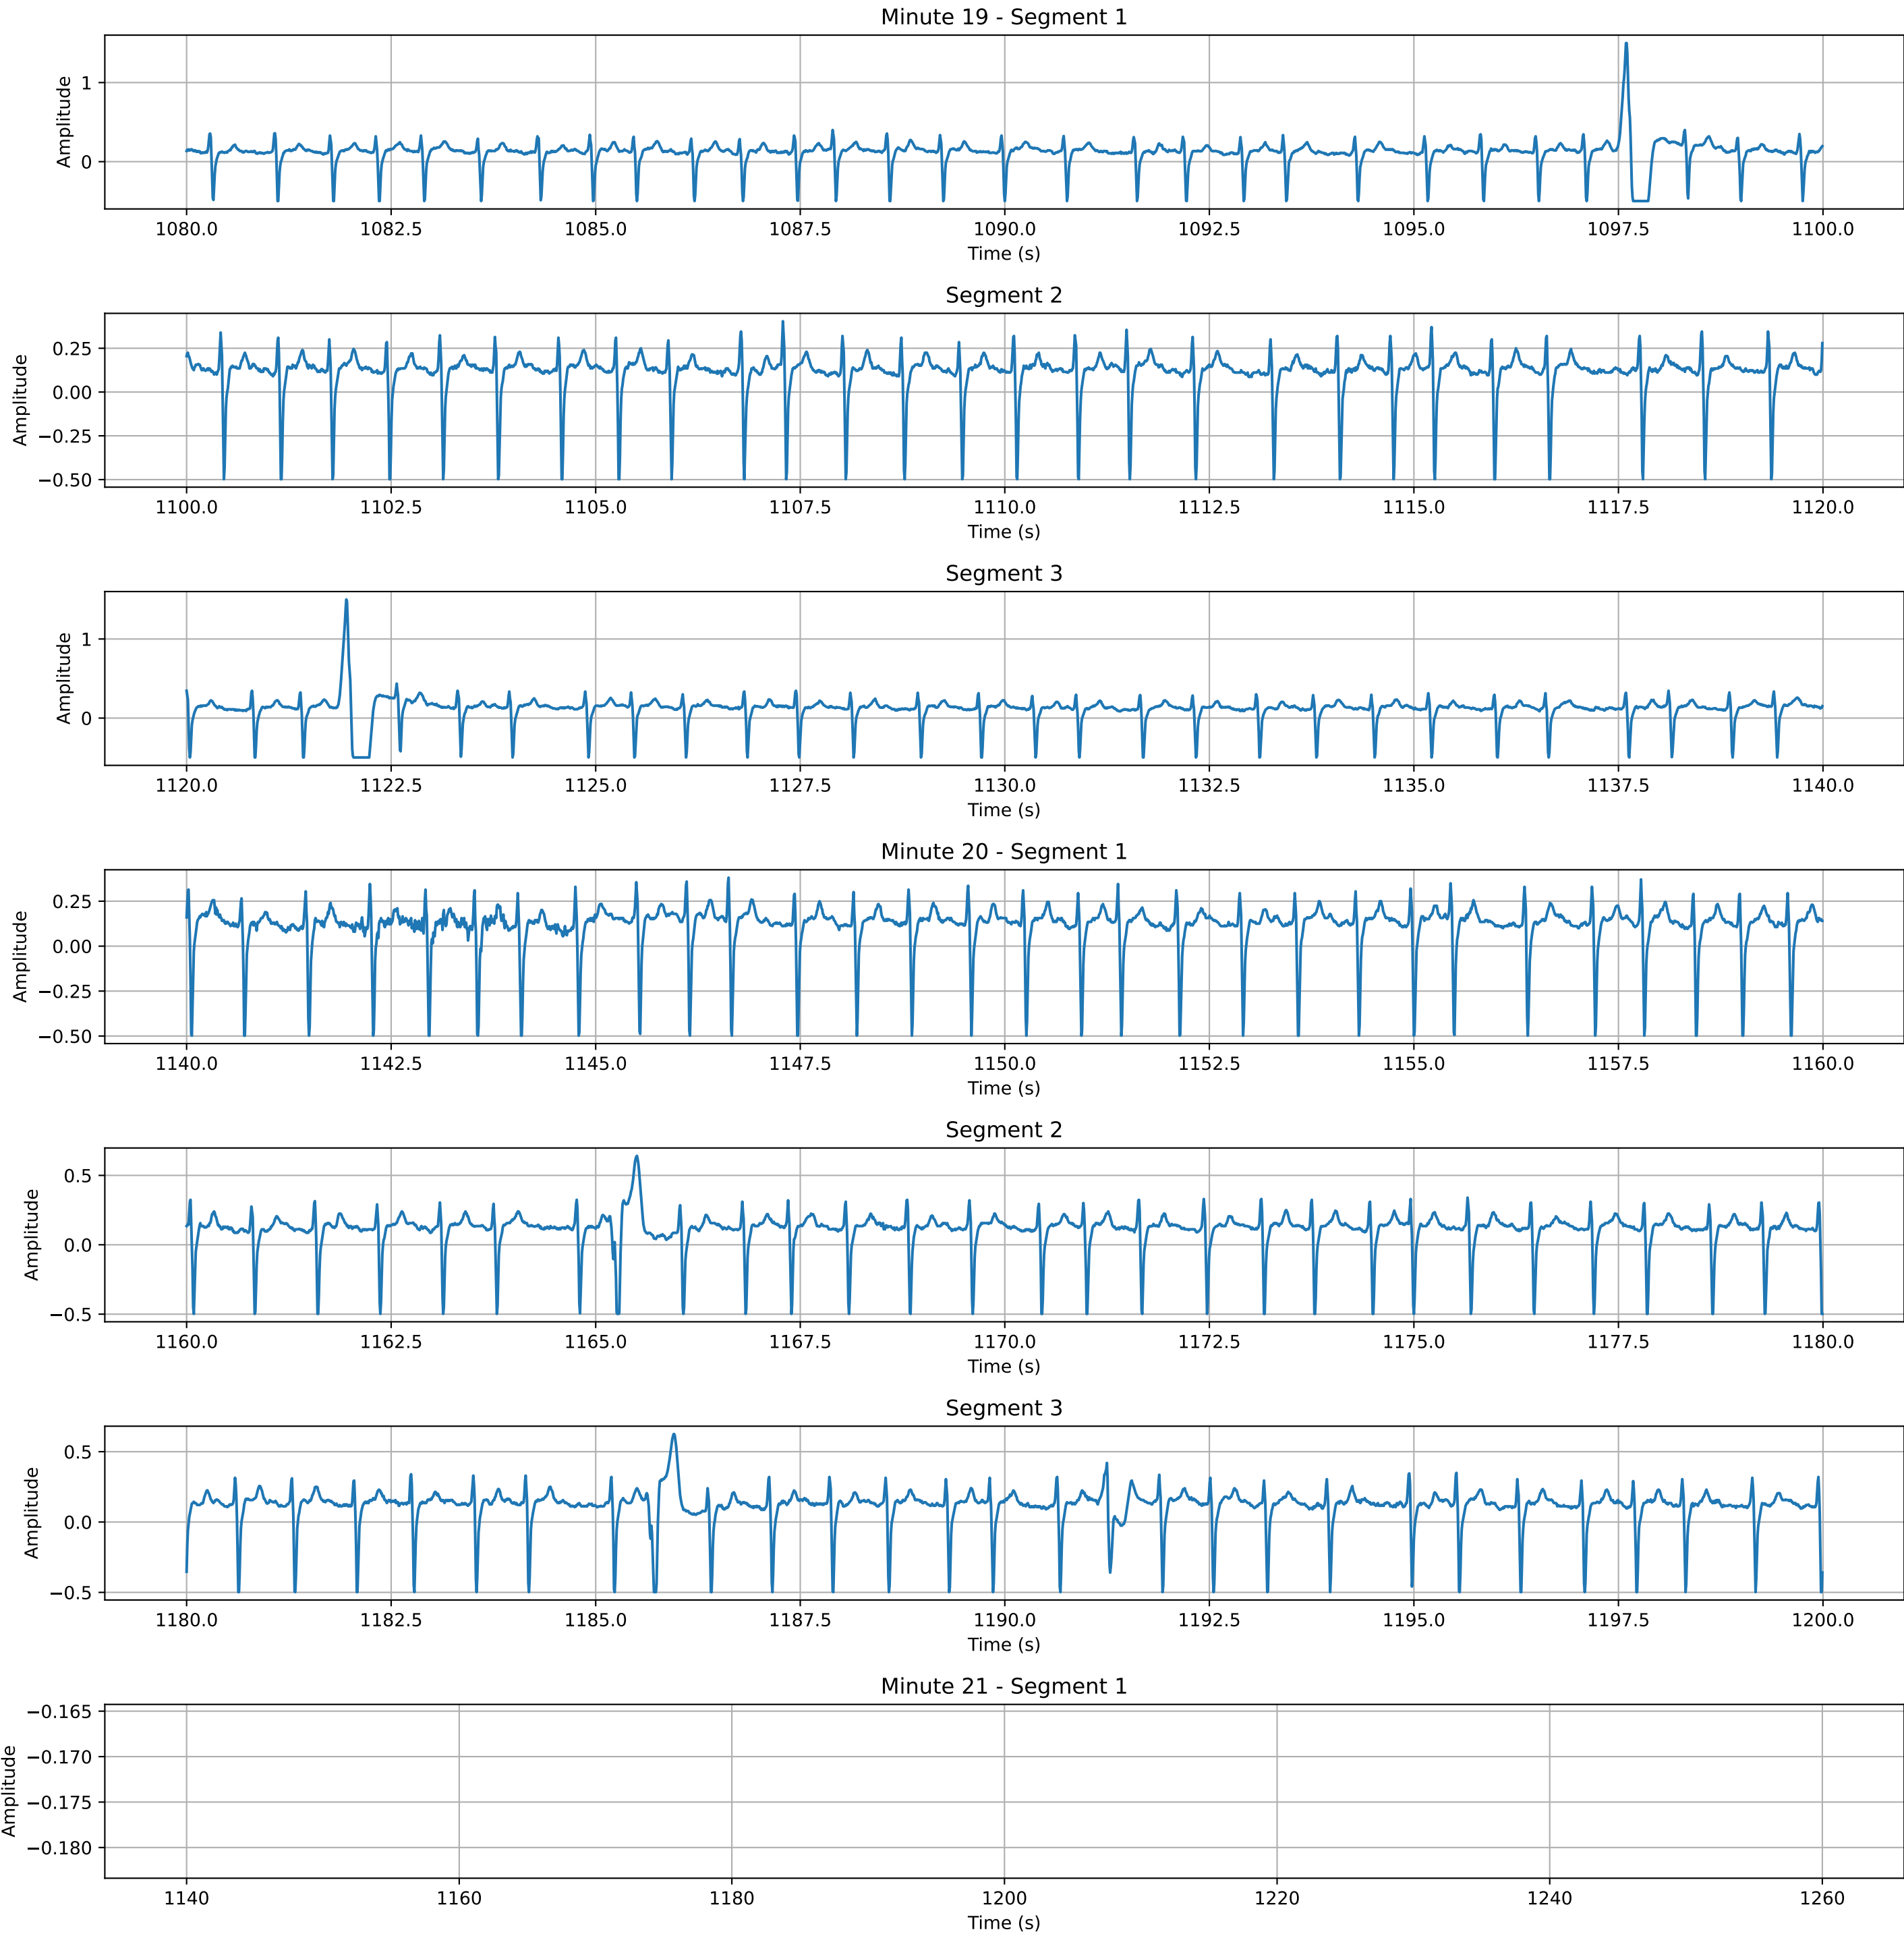 Minute 19 - Segment 1
1
0
Amplitude
1080.0 1082.5 1085.0 1087.5 1090.0 1092.5 1095.0 1097.5 1100.0
Time (s)
Segment 2
0.25
0.00
−0.25
−0.50
Amplitude
1100.0 1102.5 1105.0 1107.5 1110.0 1112.5 1115.0 1117.5 1120.0
Time (s)
Segment 3
1
0
Amplitude
1120.0 1122.5 1125.0 1127.5 1130.0 1132.5 1135.0 1137.5 1140.0
Time (s)
Minute 20 - Segment 1
0.25
0.00
−0.25
−0.50
Amplitude
1140.0 1142.5 1145.0 1147.5 1150.0 1152.5 1155.0 1157.5 1160.0
Time (s)
Segment 2
0.5
0.0
−0.5
Amplitude
1160.0 1162.5 1165.0 1167.5 1170.0 1172.5 1175.0 1177.5 1180.0
Time (s)
Segment 3
0.5
0.0
−0.5
Amplitude
1180.0 1182.5 1185.0 1187.5 1190.0 1192.5 1195.0 1197.5 1200.0
Time (s)
Minute 21 - Segment 1
−0.165
−0.170
−0.175
−0.180
Amplitude
1140 1160 1180 1200 1220 1240 1260
Time (s)